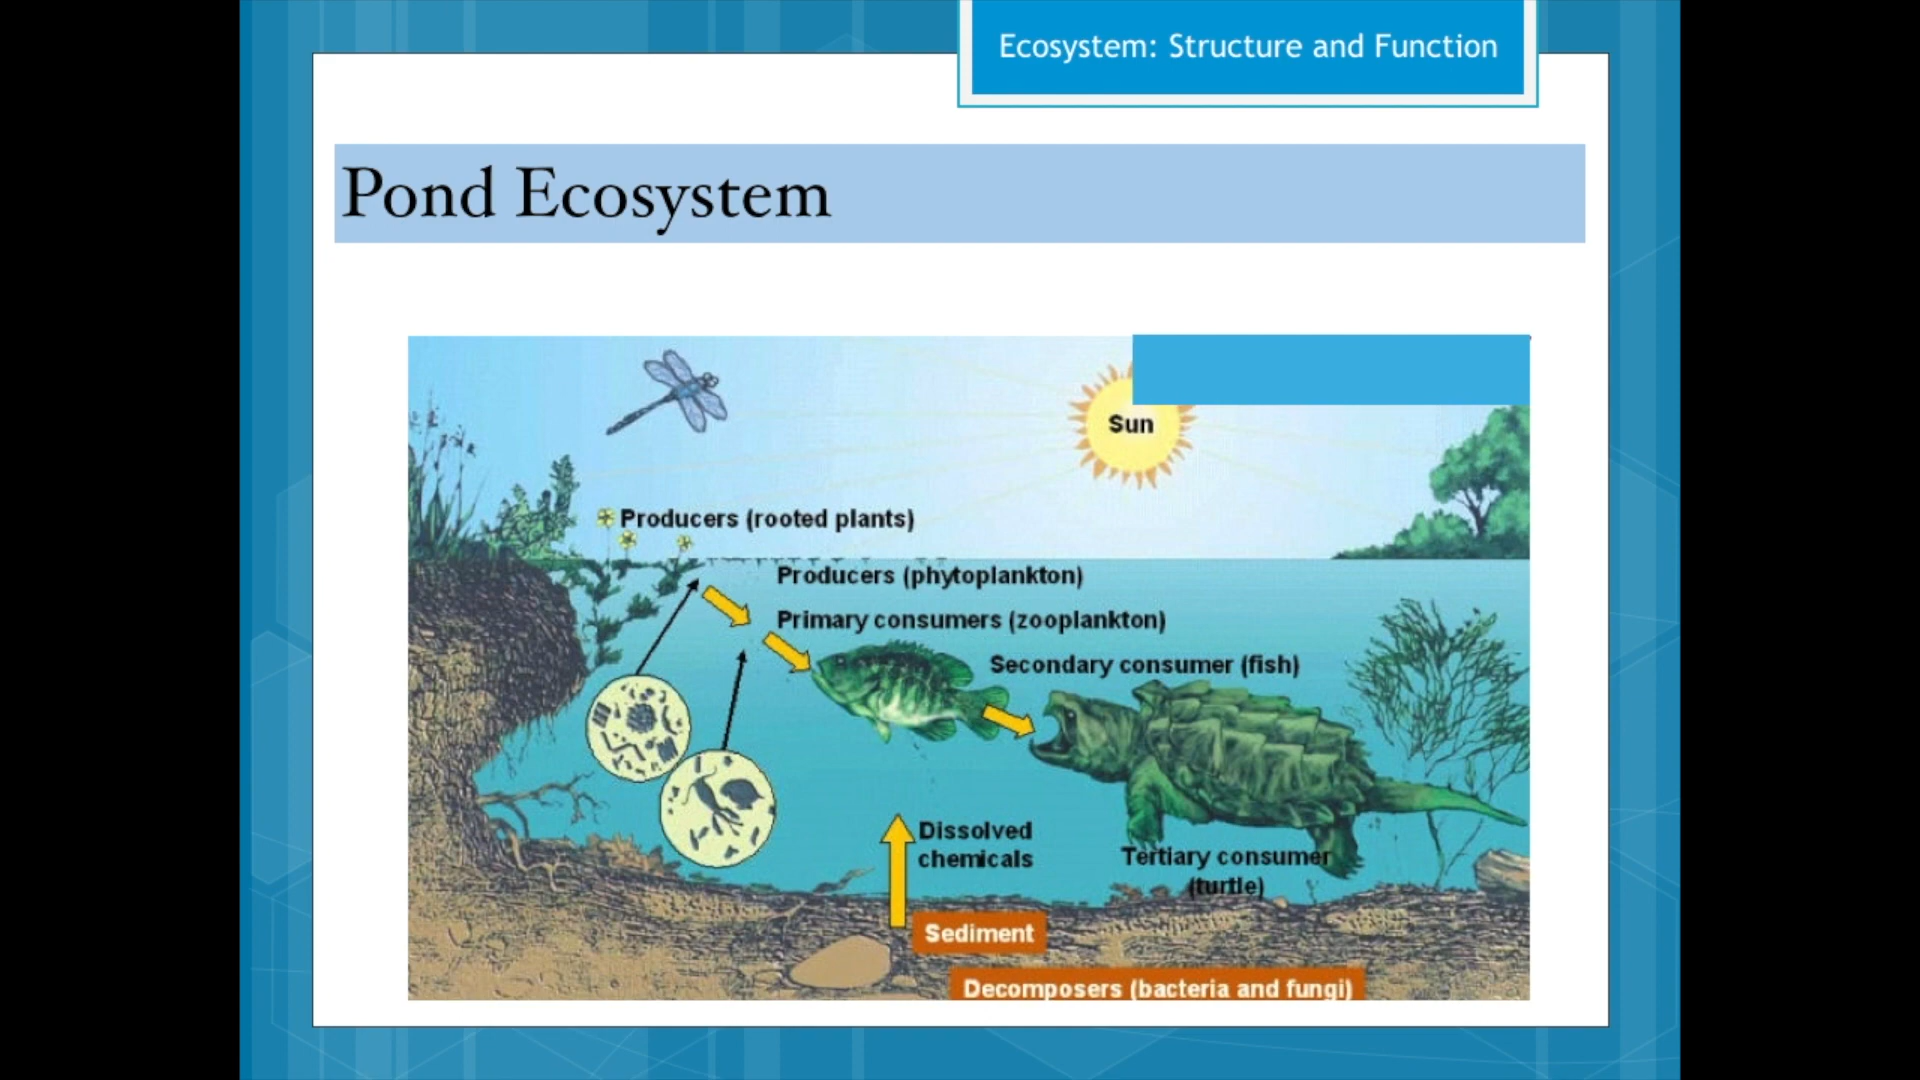 Ecosystem: Structure and Function
Pond Ecosystem
Sun
Producers (rooted plants)
Producers (phytoplankton)
Primary consumers (zooplankton)
Secondary consumer (fish)
Dissolved
chemicals
Tertiary consumer
(turtle)
Sediment
Decomposers (bacteria and fungi)